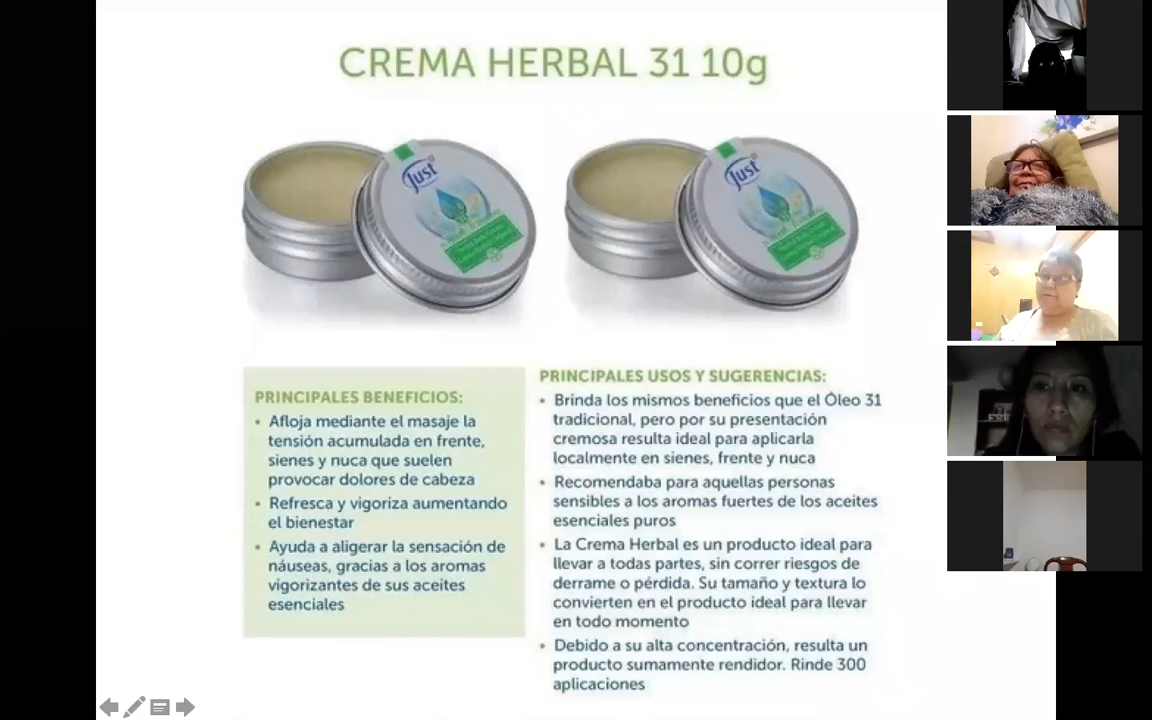 CREMA HERBAL 31 10g
Just
Just
PRINCIPALES BENEFICIOS:
• Afloja mediante el masaje la
tensión acumulada en frente,
sienes y nuca que suelen
provocar dolores de cabeza
• Refresca y vigoriza aumentando
el bienestar
• Ayuda a aligerar la sensación de
náuseas, gracias a los aromas
vigorizantes de sus aceites
esenciales
PRINCIPALES USOS Y SUGERENCIAS:
• Brinda los mismos beneficios que el Óleo 31
tradicional, pero por su presentación
cremosa resulta ideal para aplicarla
localmente en sienes, frente y nuca
• Recomendaba para aquellas personas
sensibles a los aromas fuertes de los aceites
esenciales puros
• La Crema Herbal es un producto ideal para
llevar a todas partes, sin correr riesgos de
derrame o pérdida. Su tamaño y textura lo
convierten en el producto ideal para llevar
en todo momento
• Debido a su alta concentración, resulta un
producto sumamente rendidor. Rinde 300
aplicaciones